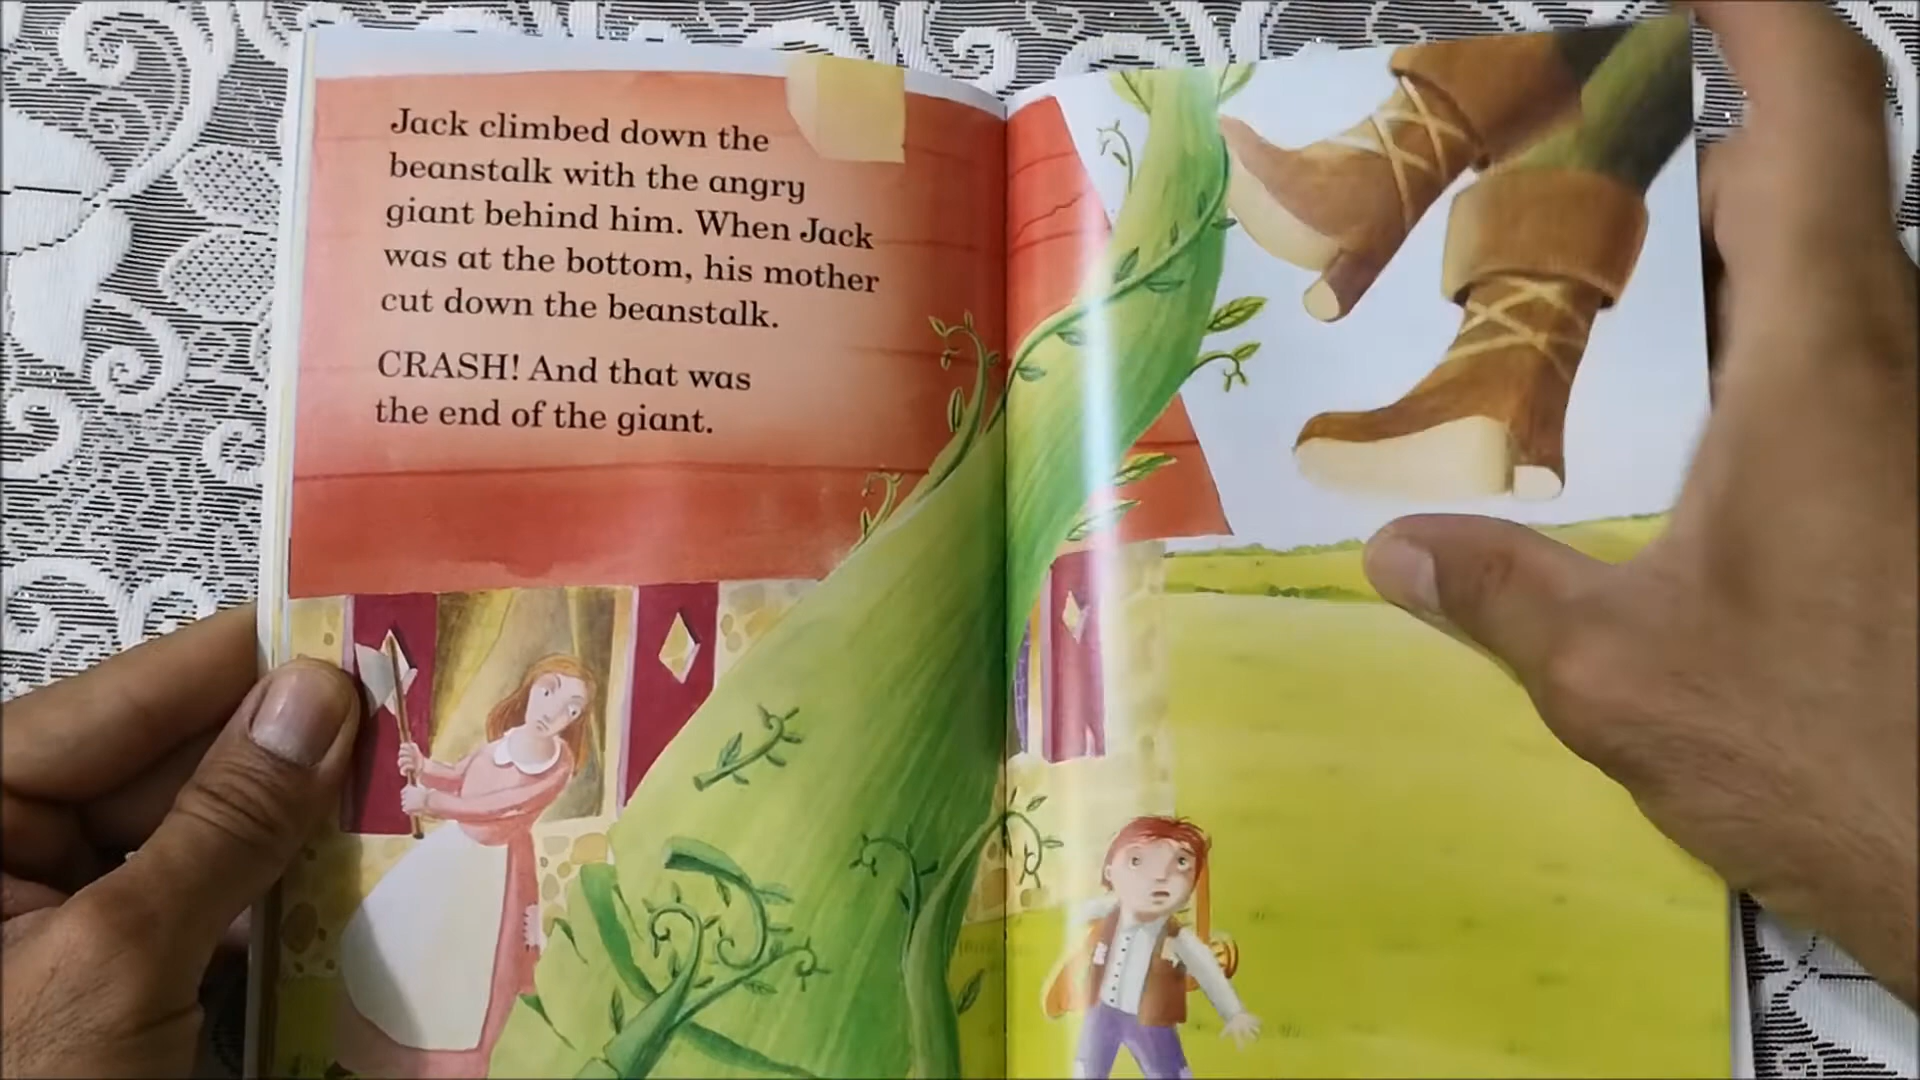 Jack climbed down the
beanstalk with the angry
giant behind him. When Jack
was at the bottom, his mother
cut down the beanstalk.
CRASH! And that was
the end of the giant.